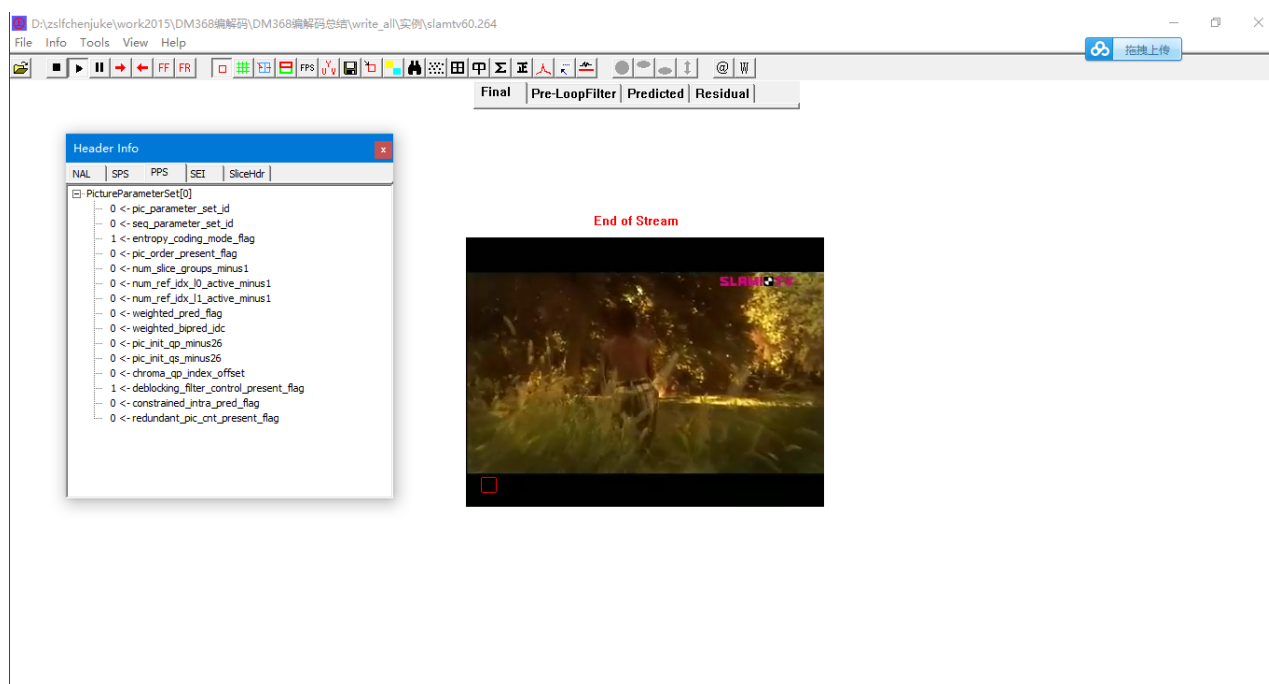 D:\zslfchenjuke\work2015\DM368编解码\DM368编解码总结\write_all\实例\slamtv60.264
File Info Tools View Help
拖拽上传
FF FR FPS Y U V 中 Σ 正 @ W
Final Pre-LoopFilter Predicted Residual
Header Info x
NAL SPS PPS SEI SliceHdr
PictureParameterSet[0]
0 <- pic_parameter_set_id
0 <- seq_parameter_set_id
1 <- entropy_coding_mode_flag
0 <- pic_order_present_flag
0 <- num_slice_groups_minus1
0 <- num_ref_idx_l0_active_minus1
0 <- num_ref_idx_l1_active_minus1
0 <- weighted_pred_flag
0 <- weighted_bipred_idc
0 <- pic_init_qp_minus26
0 <- pic_init_qs_minus26
0 <- chroma_qp_index_offset
1 <- deblocking_filter_control_present_flag
0 <- constrained_intra_pred_flag
0 <- redundant_pic_cnt_present_flag
End of Stream
SLAM TV